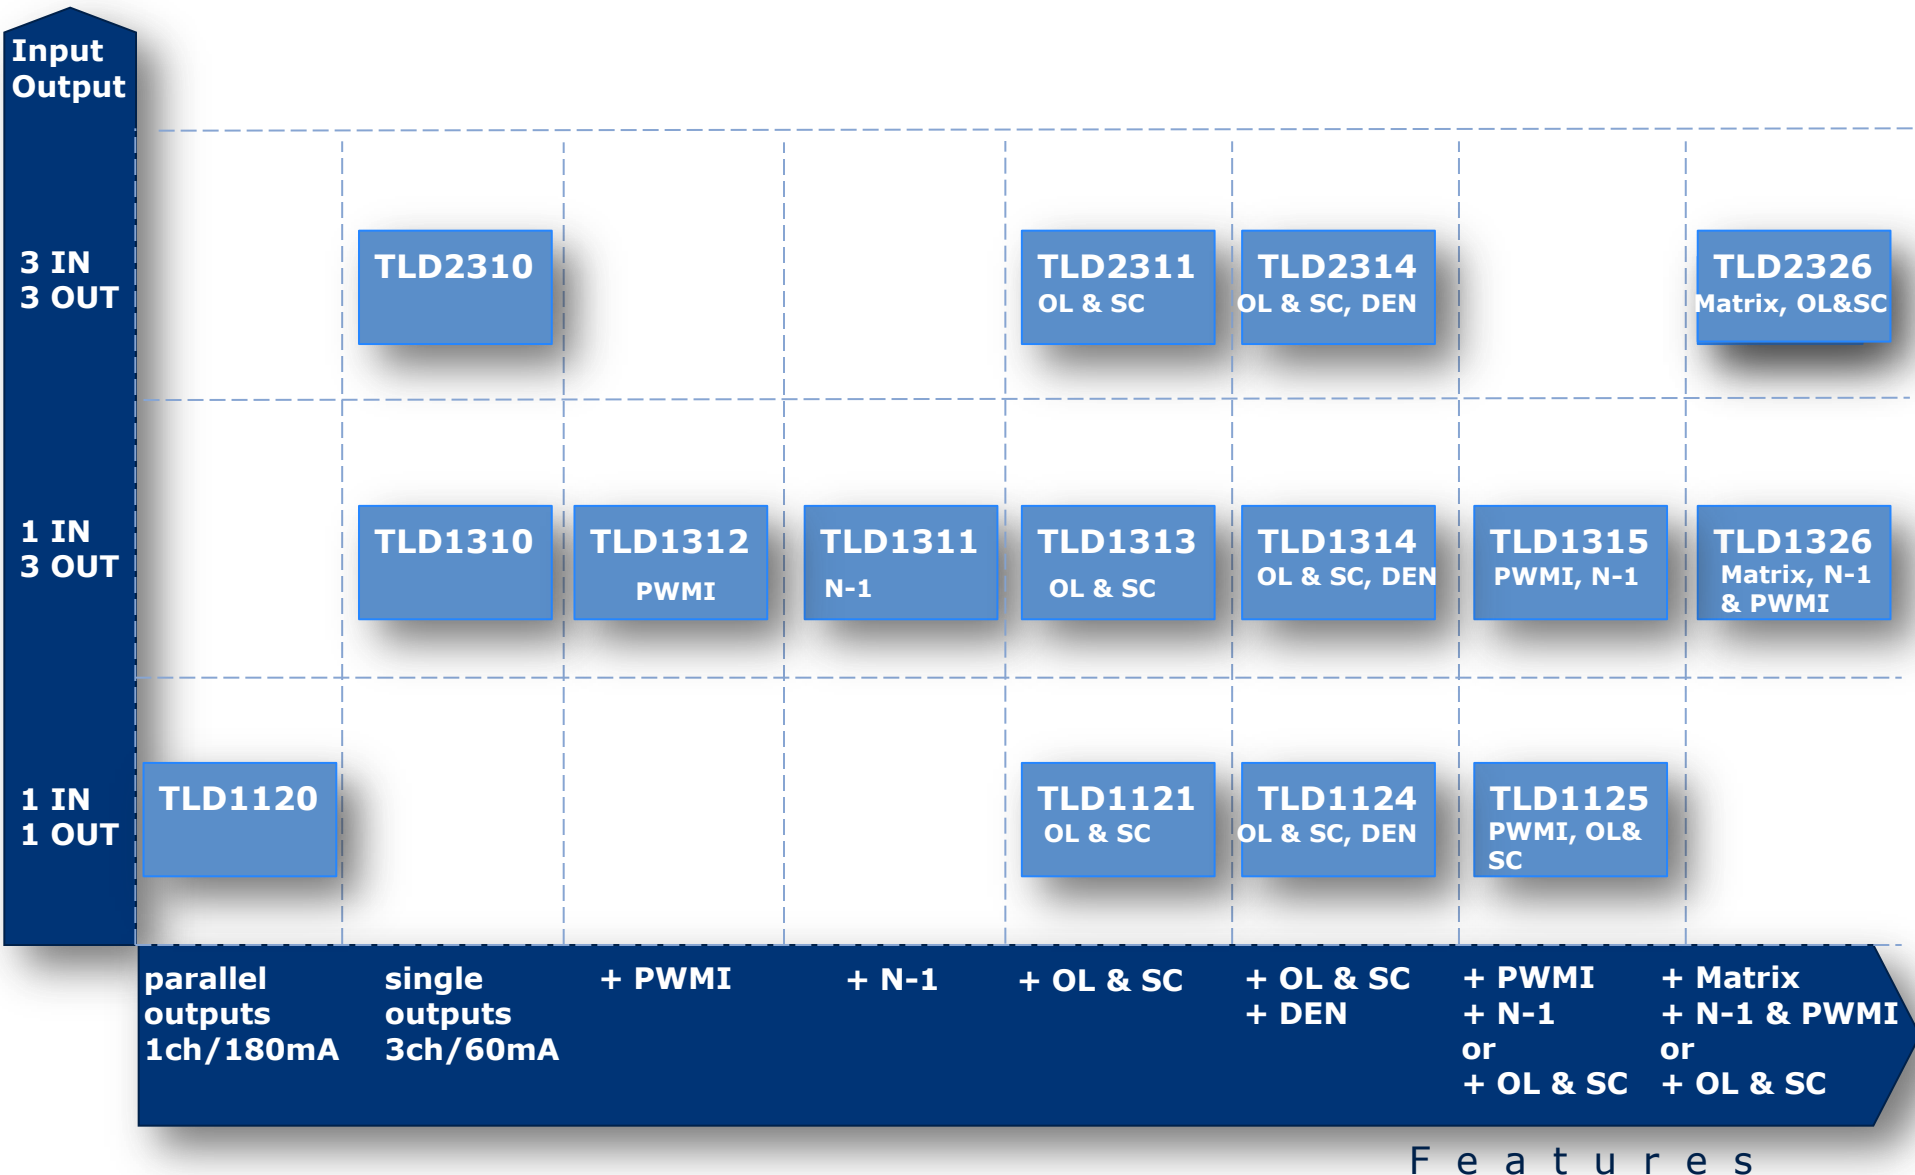 Input
Output
3 IN
3 OUT
TLD2310
TLD2311
OL & SC
TLD2314
OL & SC, DEN
TLD2326
Matrix, OL&SC
1 IN
3 OUT
TLD1310
TLD1312
PWMI
TLD1311
N-1
TLD1313
OL & SC
TLD1314
OL & SC, DEN
TLD1315
PWMI, N-1
TLD1326
Matrix, N-1
& PWMI
1 IN
1 OUT
TLD1120
TLD1121
OL & SC
TLD1124
OL & SC, DEN
TLD1125
PWMI, OL&
SC
parallel
outputs
1ch/180mA
single
outputs
3ch/60mA
+ PWMI
+ N-1
+ OL & SC
+ OL & SC
+ DEN
+ PWMI
+ N-1
or
+ OL & SC
+ Matrix
+ N-1 & PWMI
or
+ OL & SC
Features